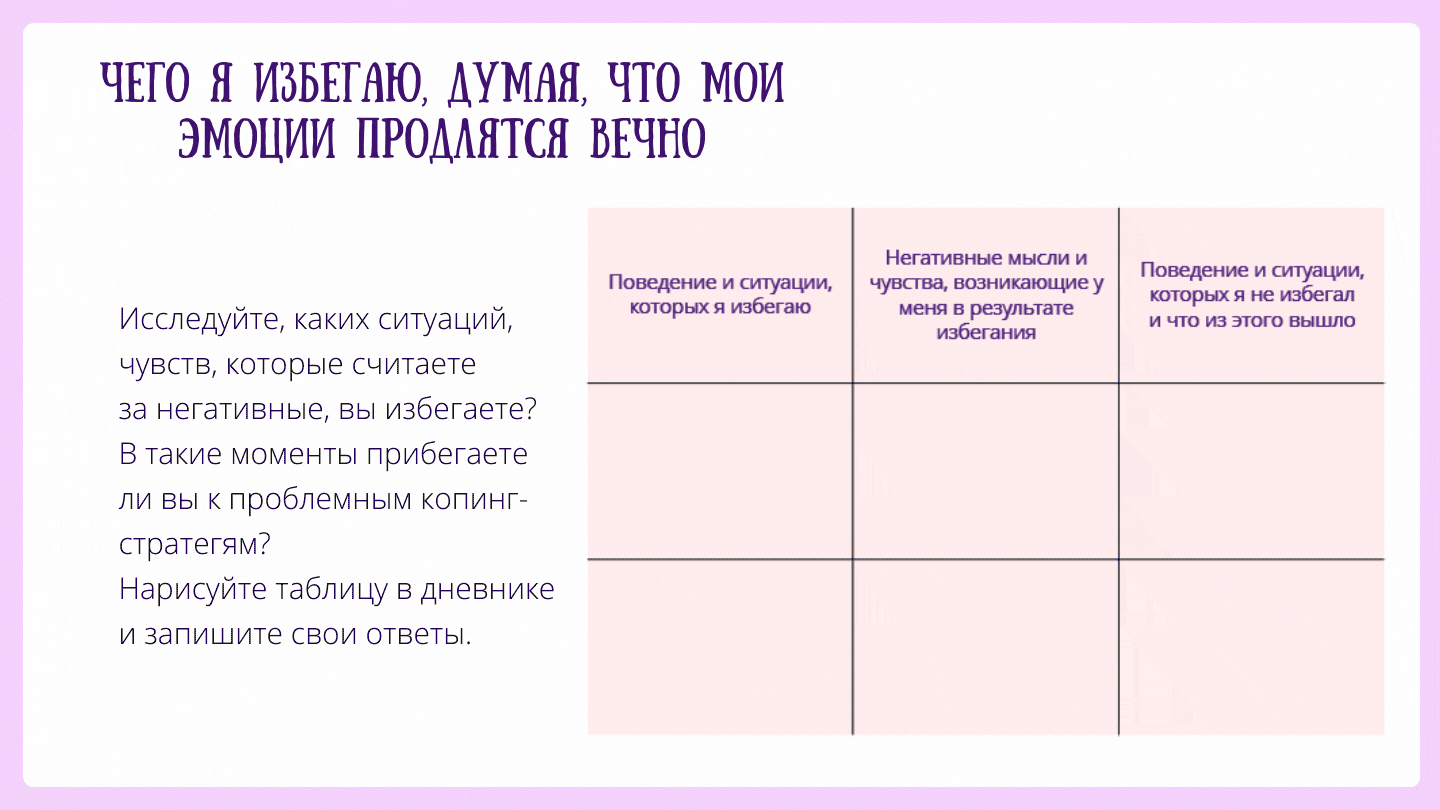 ЧЕГО Я ИЗБЕГАЮ, ДУМАЯ, ЧТО МОИ
ЭМОЦИИ ПРОДЛЯТСЯ ВЕЧНО
Исследуйте, каких ситуаций,
чувств, которые считаете
за негативные, вы избегаете?
В такие моменты прибегаете
ли вы к проблемным копинг-
стратегям?
Нарисуйте таблицу в дневнике
и запишите свои ответы.
Поведение и ситуации,
которых я избегаю
Негативные мысли и
чувства, возникающие у
меня в результате
избегания
Поведение и ситуации,
которых я не избегал
и что из этого вышло